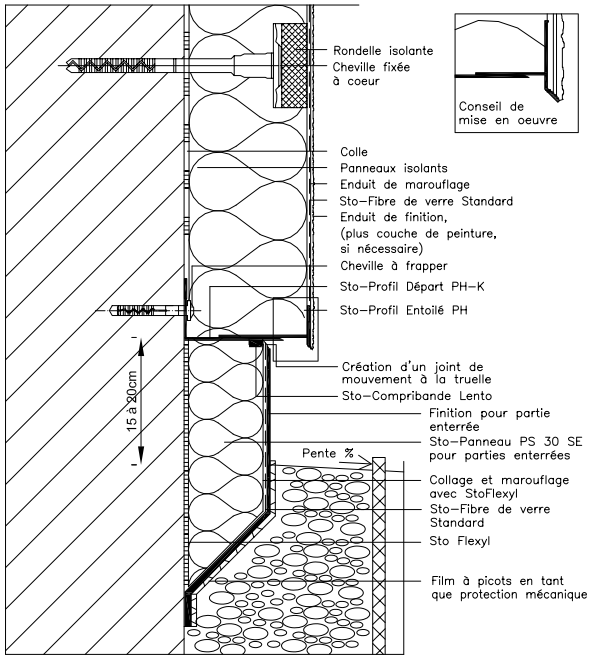 Rondelle isolante
Cheville fixée
à coeur
Conseil de
mise en oeuvre
Colle
Panneaux isolants
Enduit de marouflage
Sto-Fibre de verre Standard
Enduit de finition,
(plus couche de peinture,
si nécessaire)
Cheville à frapper
Sto-Profil Départ PH-K
Sto-Profil Entoilé PH
15 à 20cm
Création d'un joint de
mouvement à la truelle
Sto-Compribande Lento
Finition pour partie
enterrée
Sto-Panneau PS 30 SE
pour parties enterrées
Pente %
Collage et marouflage
avec StoFlexyl
Sto-Fibre de verre
Standard
Sto Flexyl
Film à picots en tant
que protection mécanique